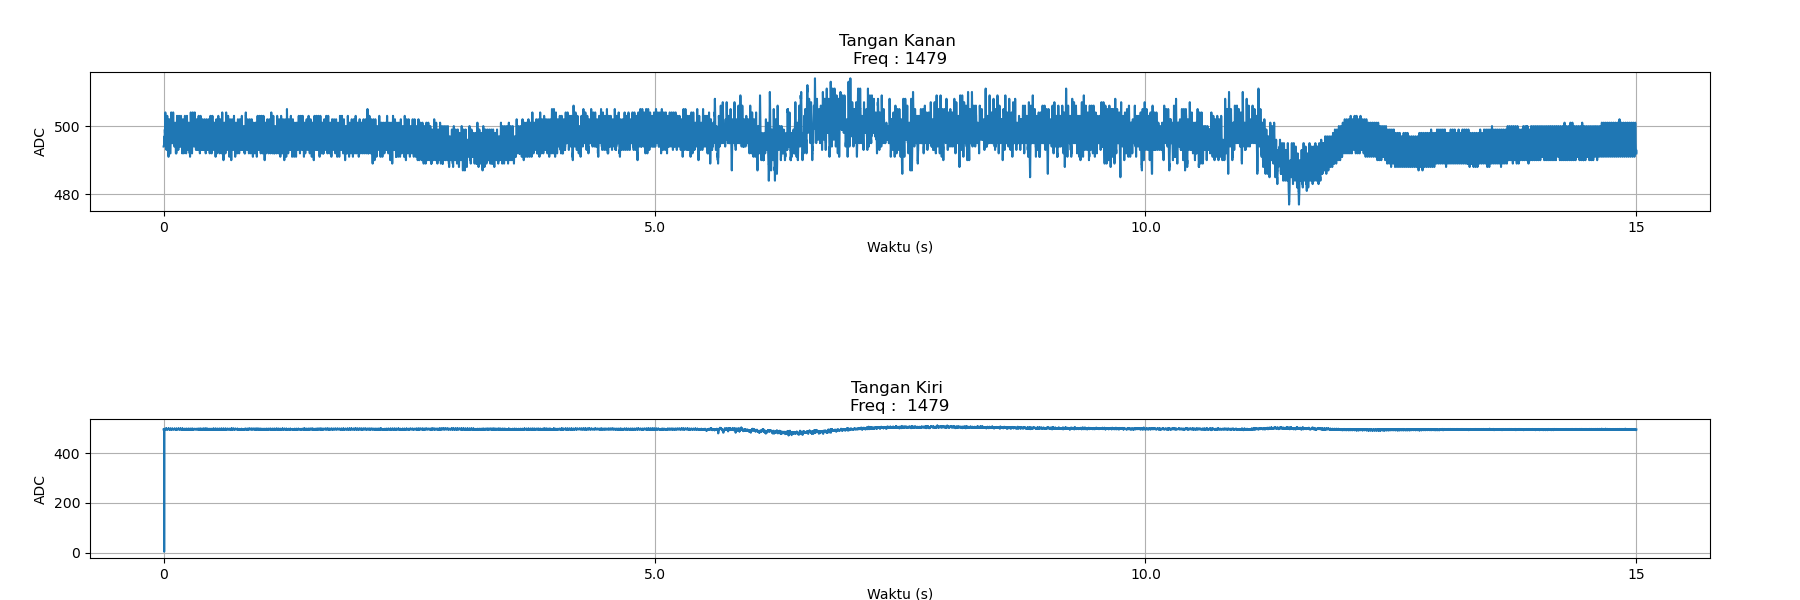 Tangan Kanan
Freq : 1479
ADC
500
480
0
5.0
10.0
15
Waktu (s)
Tangan Kiri
Freq :  1479
ADC
400
200
0
0
5.0
10.0
15
Waktu (s)